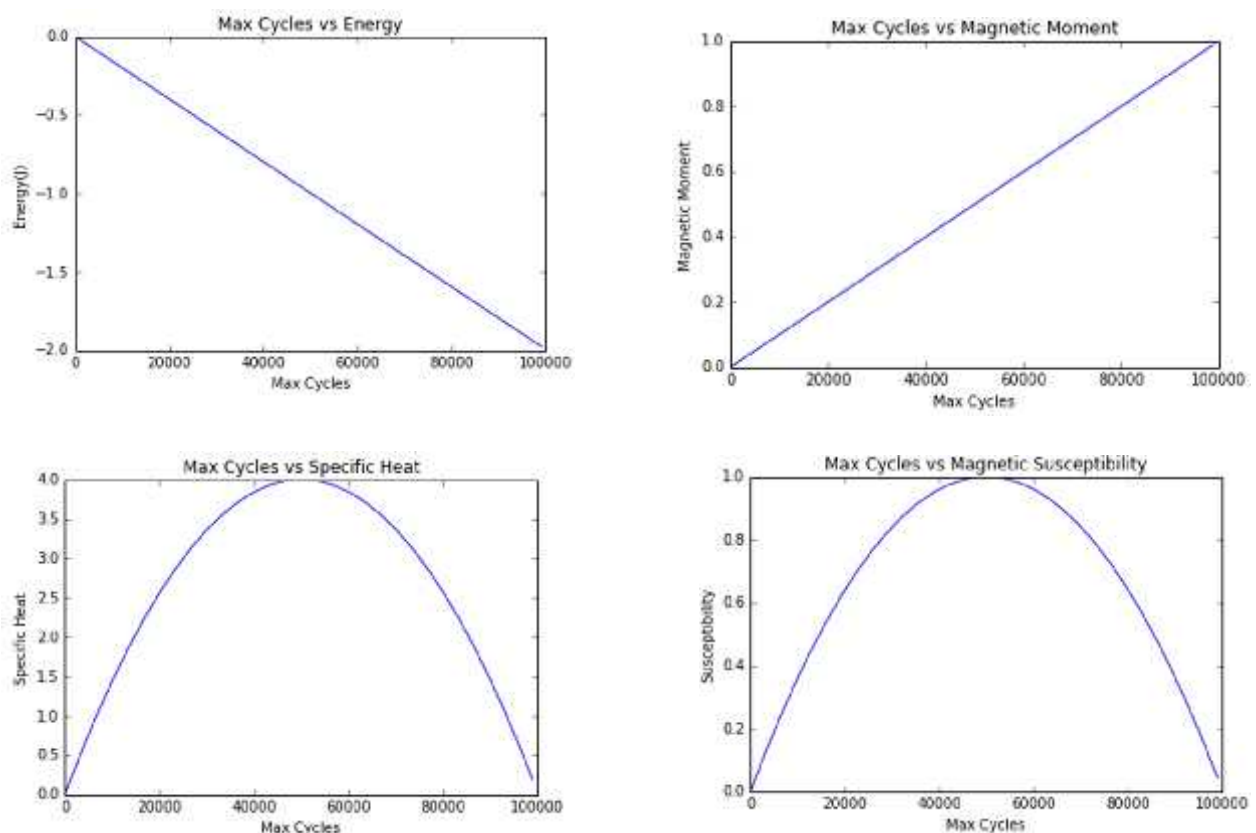 Max Cycles vs Energy
0.0
−0.5
−1.0
−1.5
−2.0
Energy(J)
0 20000 40000 60000 80000 100000
Max Cycles
Max Cycles vs Magnetic Moment
1.0
0.8
0.6
0.4
0.2
0.0
Magnetic Moment
0 20000 40000 60000 80000 100000
Max Cycles
Max Cycles vs Specific Heat
4.0
3.5
3.0
2.5
2.0
1.5
1.0
0.5
0.0
Specific Heat
0 20000 40000 60000 80000 100000
Max Cycles
Max Cycles vs Magnetic Susceptibility
1.0
0.8
0.6
0.4
0.2
0.0
Susceptibility
0 20000 40000 60000 80000 100000
Max Cycles